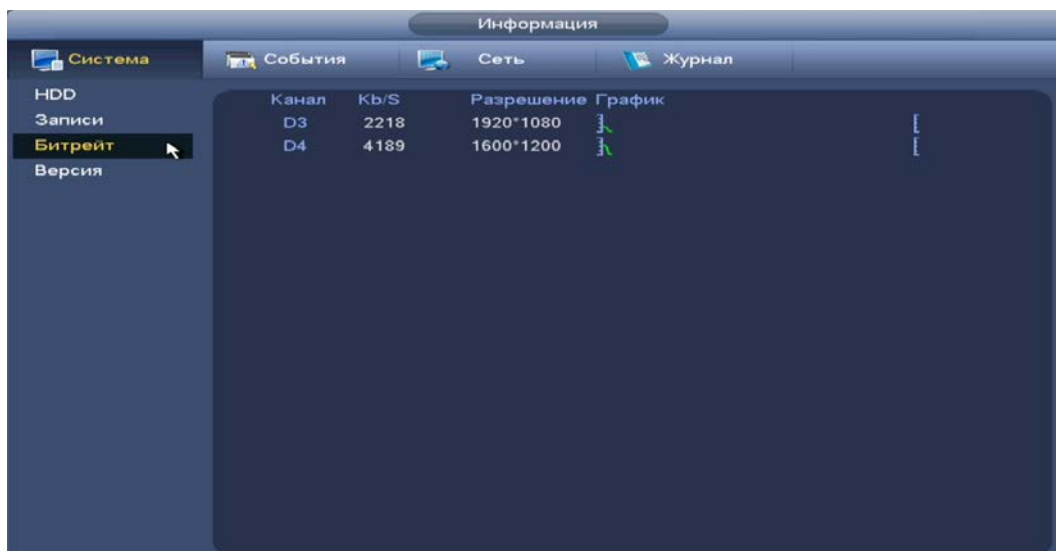 Информация
Система События Сеть Журнал
HDD
Записи
Битрейт
Версия
Канал Kb/S Разрешение График
D3 2218 1920*1080
D4 4189 1600*1200